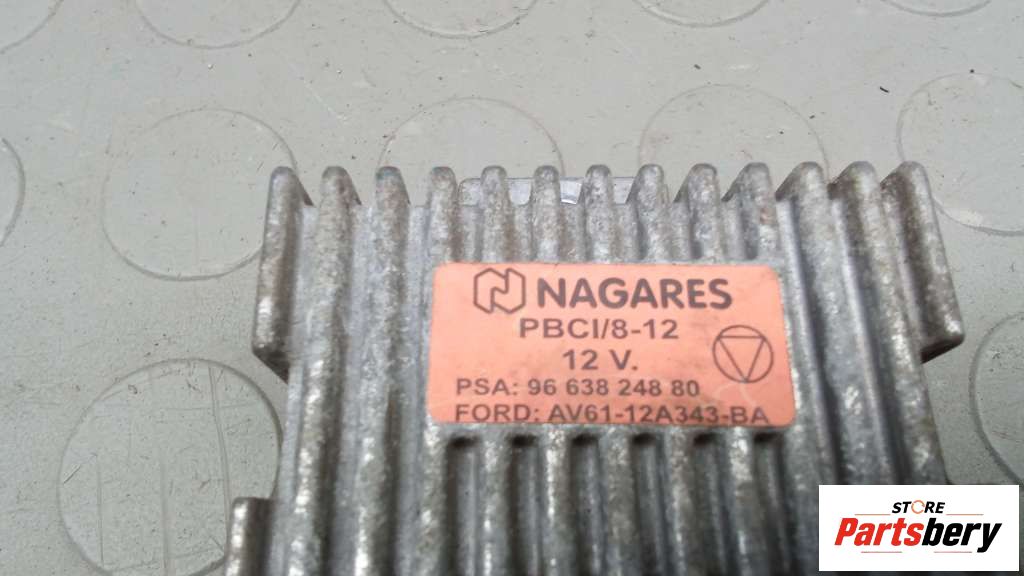 NAGARES
PBCI/8-12
12 V.
PSA: 96 638 248 80
FORD: AV61-12A343-BA
STORE
Partsbery